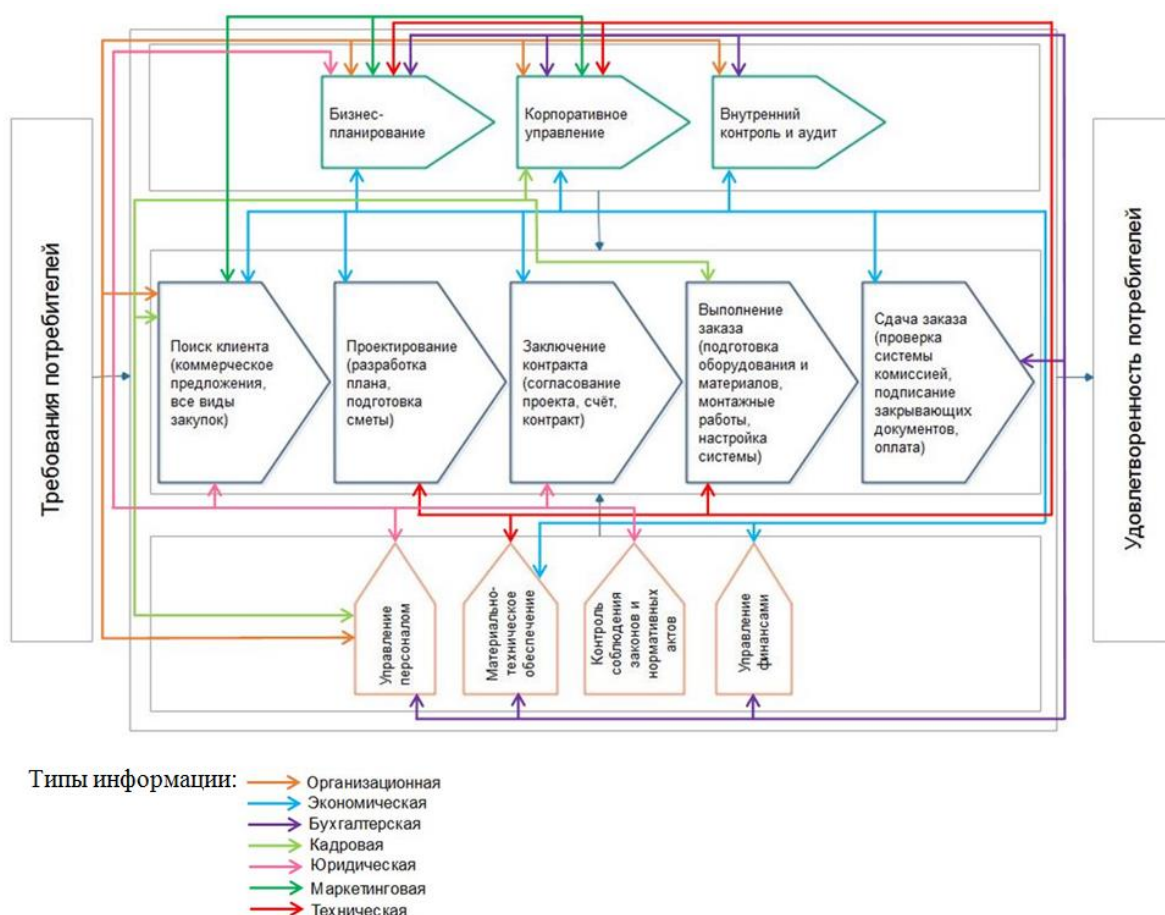 Бизнес-
планирование
Корпоративное
управление
Внутренний
контроль и аудит
Требования потребителей
Поиск клиента
(коммерческое
предложения,
все виды
закупок)
Проектирование
(разработка
плана,
подготовка
сметы)
Заключение
контракта
(согласование
проекта, счёт,
контракт)
Выполнение
заказа
(подготовка
оборудования и
материалов,
монтажные
работы,
настройка
системы)
Сдача заказа
(проверка
системы
комиссией,
подписание
закрывающих
документов,
оплата)
Удовлетворенность потребителей
Управление
персоналом
Материально-
техническое
обеспечение
Контроль
соблюдения
законов и
нормативных
актов
Управление
финансами
Типы информации:
Организационная
Экономическая
Бухгалтерская
Кадровая
Юридическая
Маркетинговая
Техническая